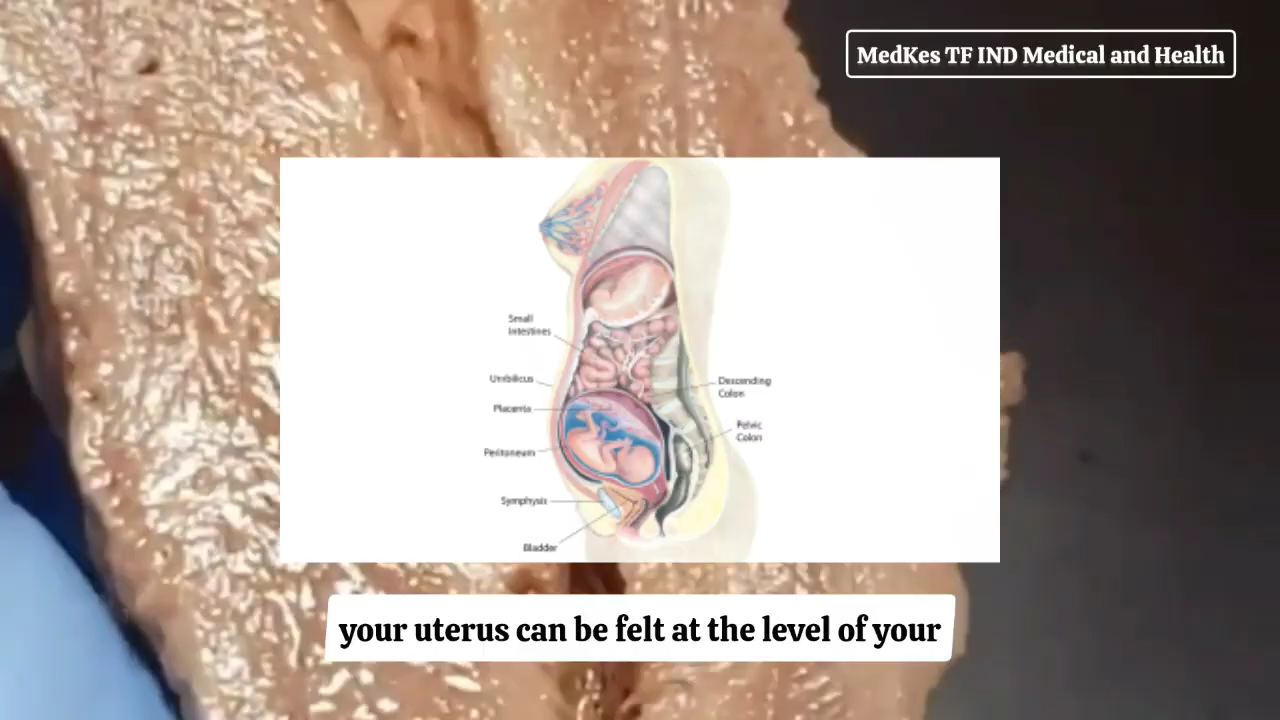 MedKes TF IND Medical and Health
Small
Intestines
Umbilicus
Placenta
Descending
Colon
Pelvic
Colon
Peritoneum
Symphysis
Bladder
your uterus can be felt at the level of your